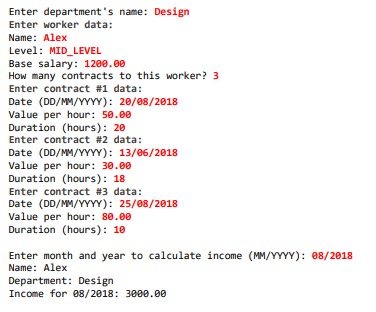 Enter department's name: Design
Enter worker data:
Name: Alex
Level: MID_LEVEL
Base salary: 1200.00
How many contracts to this worker? 3
Enter contract #1 data:
Date (DD/MM/YYYY): 20/08/2018
Value per hour: 50.00
Duration (hours): 20
Enter contract #2 data:
Date (DD/MM/YYYY): 13/06/2018
Value per hour: 30.00
Duration (hours): 18
Enter contract #3 data:
Date (DD/MM/YYYY): 25/08/2018
Value per hour: 80.00
Duration (hours): 10
Enter month and year to calculate income (MM/YYYY): 08/2018
Name: Alex
Department: Design
Income for 08/2018: 3000.00